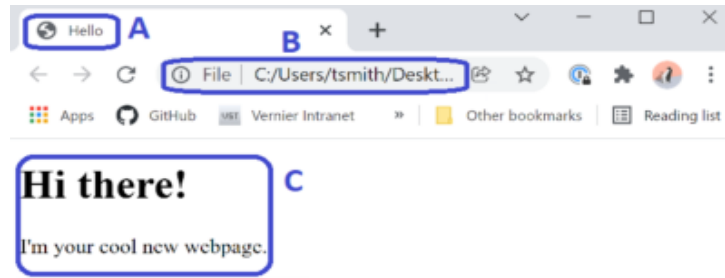 Hello A
B
File C:/Users/tsmith/Deskt...
Apps GitHub VST Vernier Intranet » Other bookmarks Reading list
Hi there! C
I'm your cool new webpage.